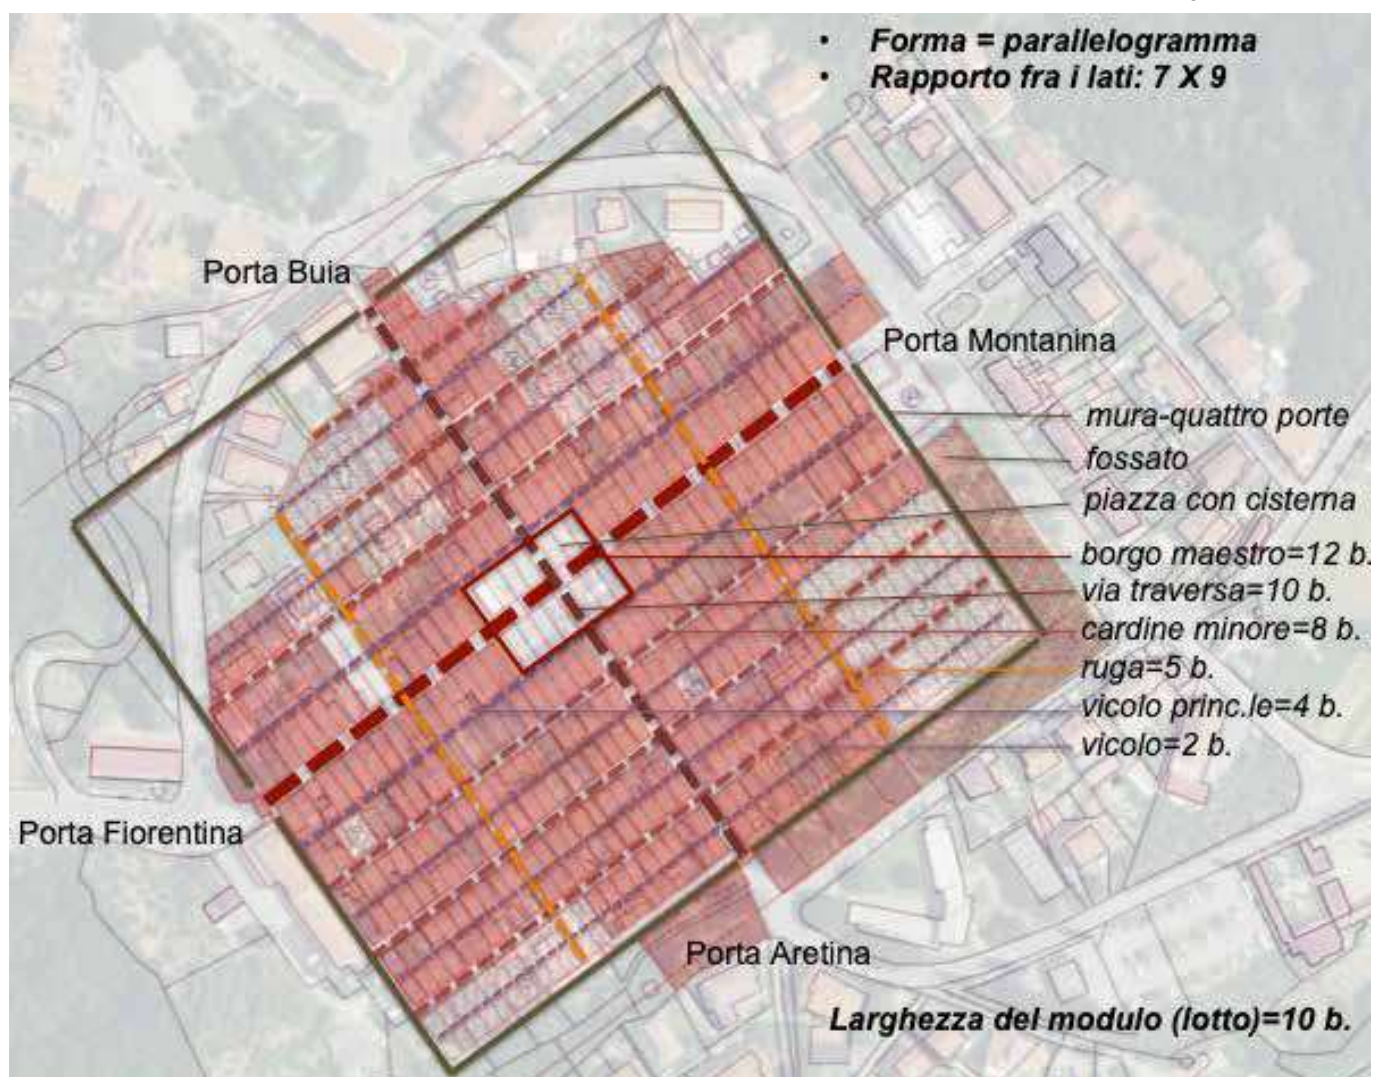 • Forma = parallelogramma
• Rapporto fra i lati: 7 X 9
Porta Buia
Porta Montanina
mura-quattro porte
fossato
piazza con cisterna
borgo maestro=12 b.
via traversa=10 b.
cardine minore=8 b.
ruga=5 b.
vicolo princ.le=4 b.
vicolo=2 b.
Porta Fiorentina
Porta Aretina
Larghezza del modulo (lotto)=10 b.